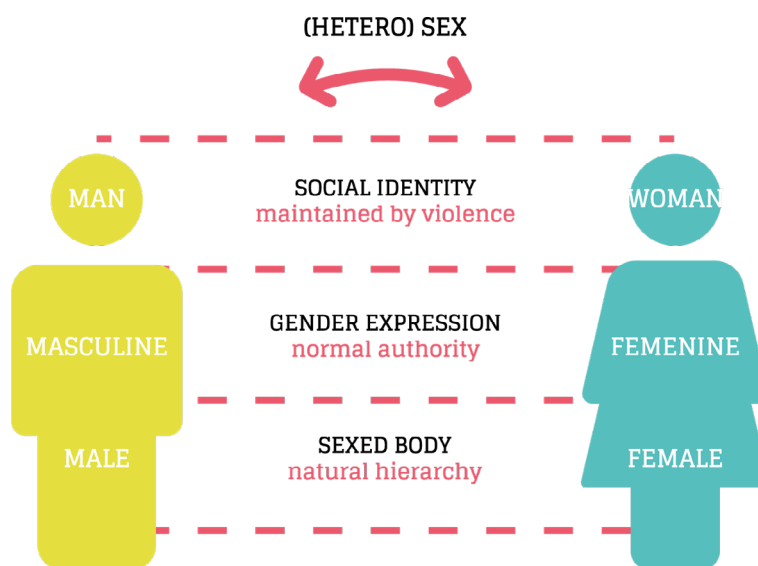 (HETERO) SEX
MAN
SOCIAL IDENTITY
maintained by violence
WOMAN
MASCULINE
GENDER EXPRESSION
normal authority
FEMENINE
MALE
SEXED BODY
natural hierarchy
FEMALE